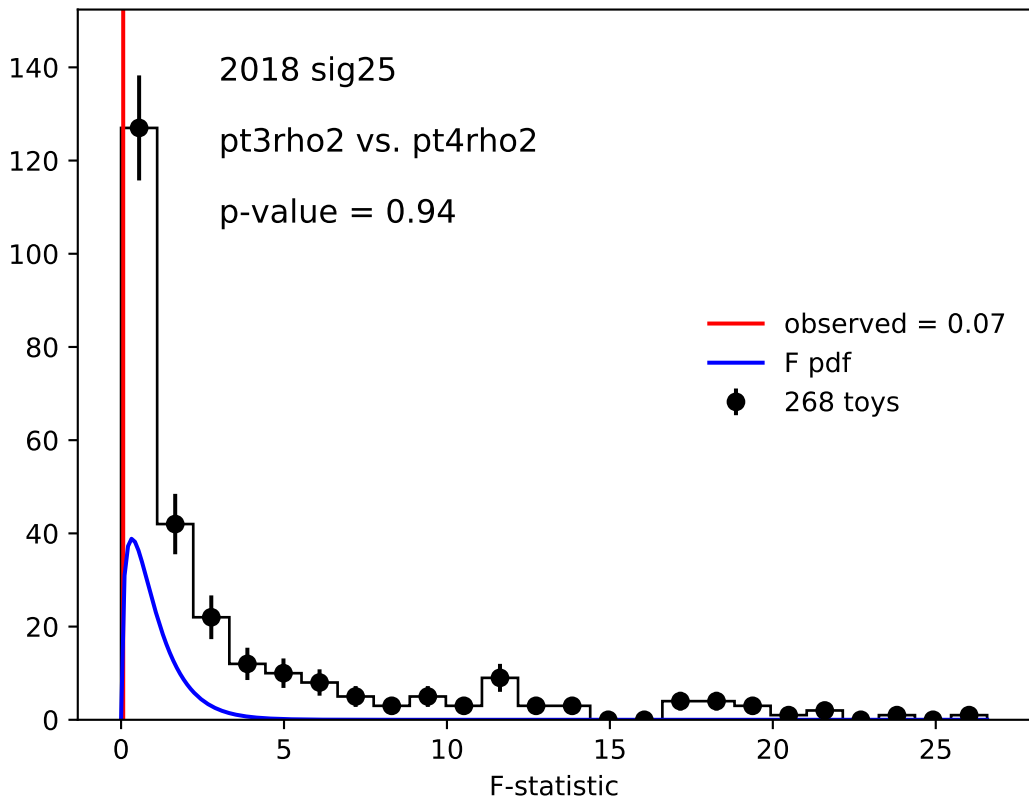 2018 sig25
pt3rho2 vs. pt4rho2
p-value = 0.94
observed = 0.07
F pdf
268 toys
140
120
100
80
60
40
20
0
0 5 10 15 20 25
F-statistic